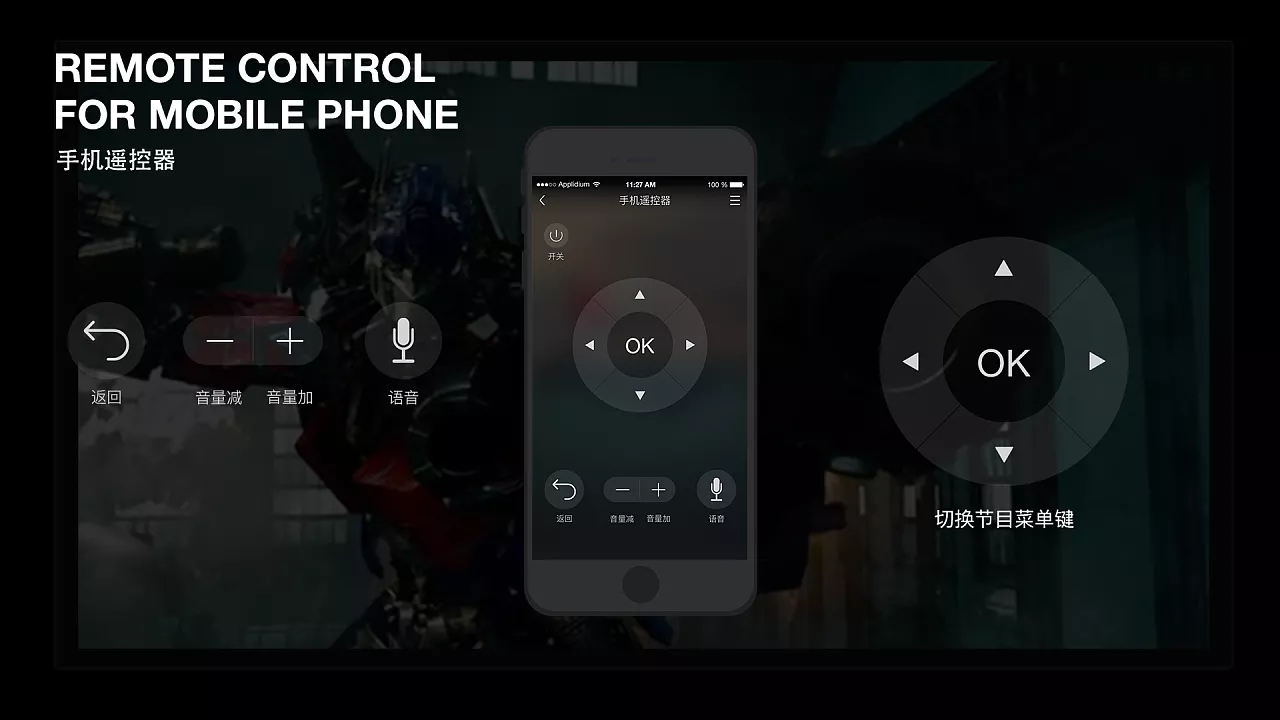 REMOTE CONTROL
FOR MOBILE PHONE
手机遥控器
Applidium 11:27 AM 100 %
手机遥控器
开关
OK
返回 音量减 音量加 语音
返回 音量减 音量加 语音
OK
切换节目菜单键